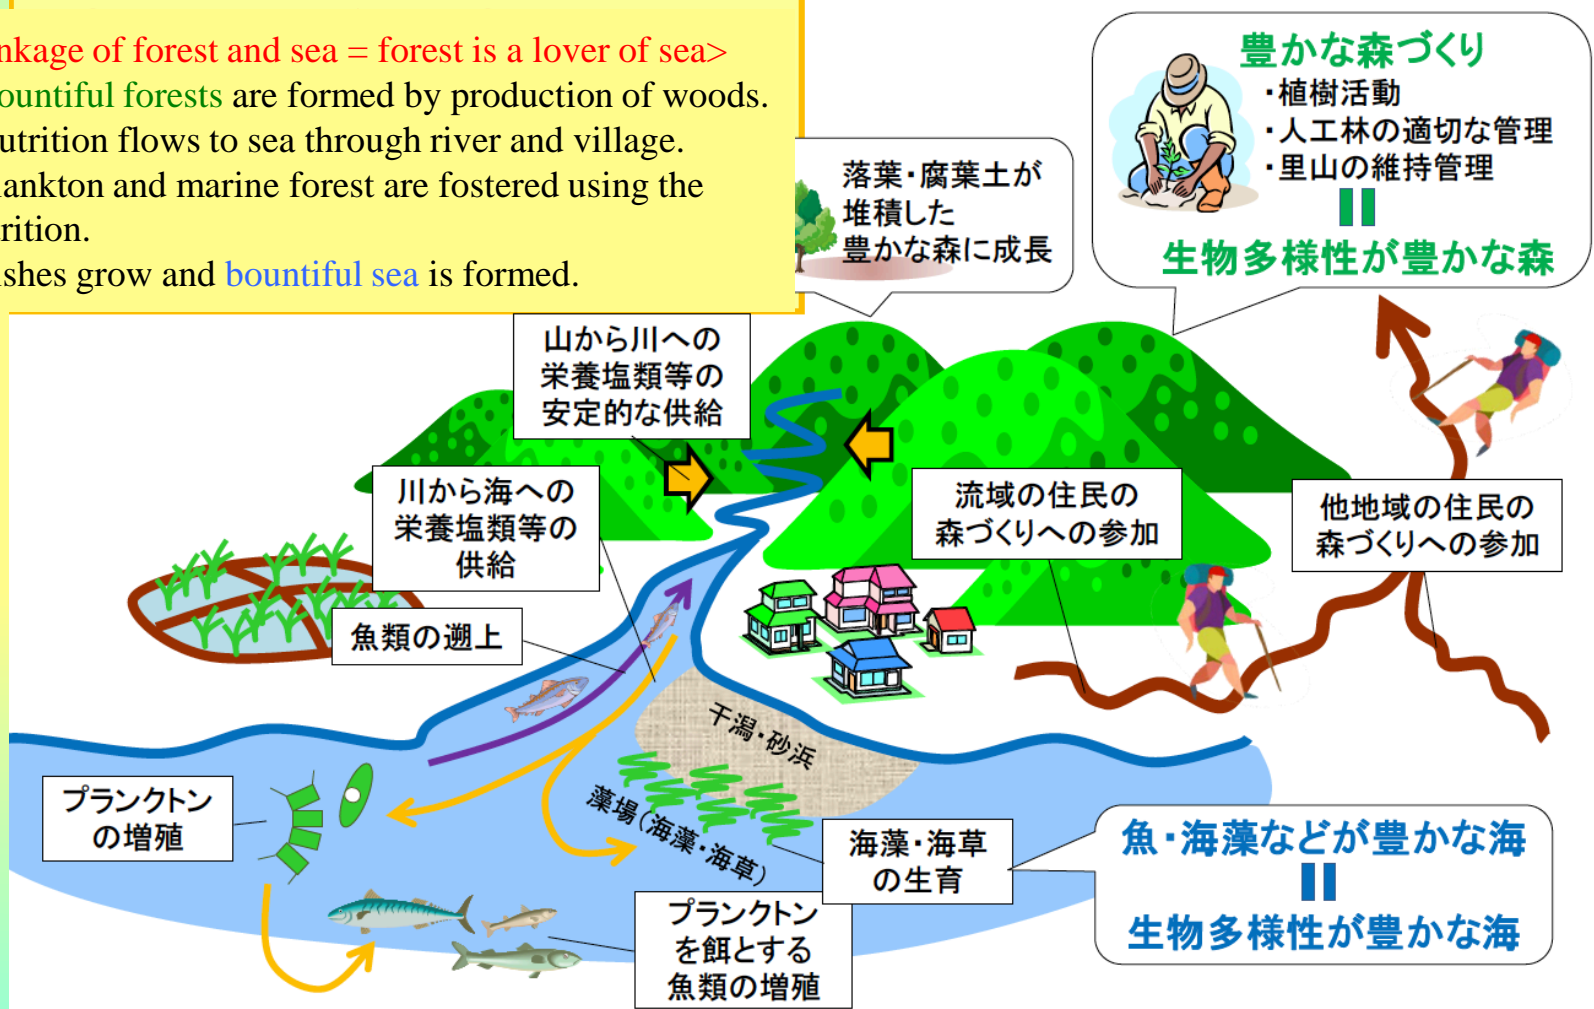 nkage of forest and sea = forest is a lover of sea>
ountiful forests are formed by production of woods.
utrition flows to sea through river and village.
lankton and marine forest are fostered using the
rition.
ishes grow and bountiful sea is formed.
豊かな森づくり
・植樹活動
・人工林の適切な管理
・里山の維持管理
生物多様性が豊かな森
落葉・腐葉土が
堆積した
豊かな森に成長
山から川への
栄養塩類等の
安定的な供給
川から海への
栄養塩類等の
供給
流域の住民の
森づくりへの参加
他地域の住民の
森づくりへの参加
魚類の遡上
干潟・砂浜
藻場(海藻・海草)
プランクトン
の増殖
海藻・海草
の生育
魚・海藻などが豊かな海
生物多様性が豊かな海
プランクトン
を餌とする
魚類の増殖